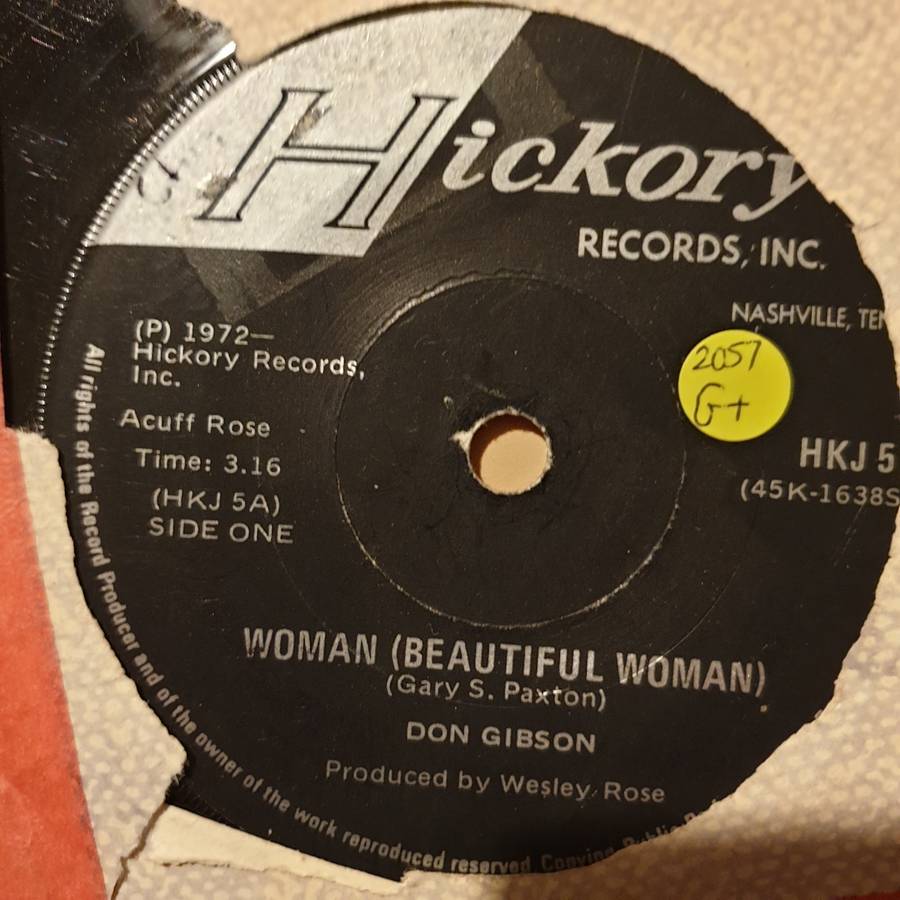 Hickory
RECORDS, INC.
NASHVILLE, TEN
2057
G+
(P) 1972—
Hickory Records,
Inc.
Acuff Rose
Time: 3.16
(HKJ 5A)
SIDE ONE
HKJ 5
(45K-1638S
WOMAN (BEAUTIFUL WOMAN)
(Gary S. Paxton)
DON GIBSON
Produced by Wesley Rose
All rights of the Record Producer and of the owner of the work reproduced reserved Copying Public